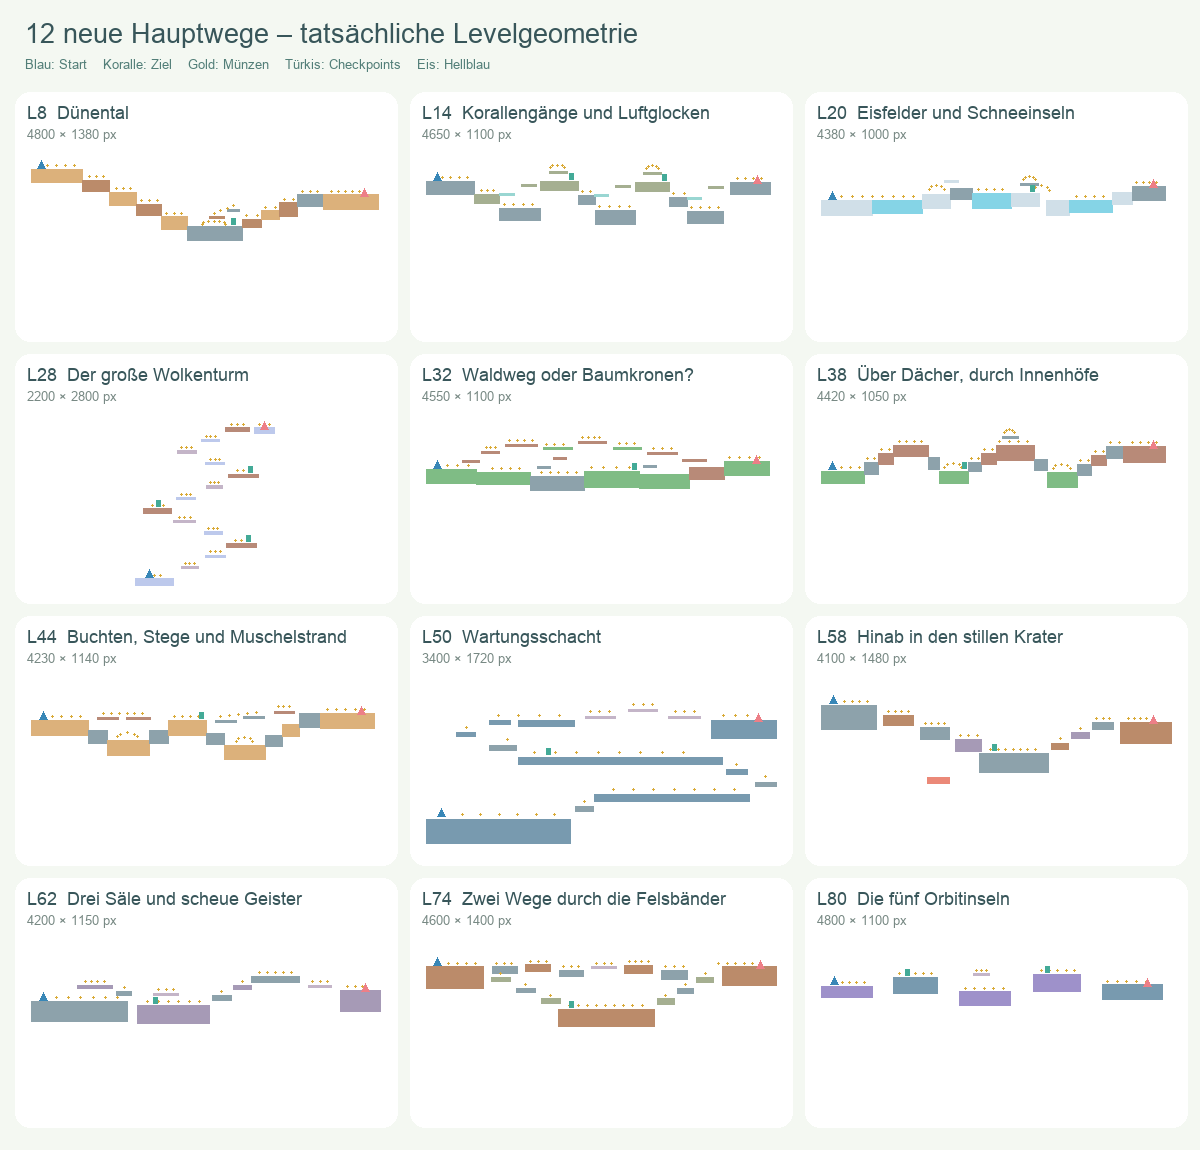 12 neue Hauptwege – tatsächliche Levelgeometrie
Blau: Start Koralle: Ziel Gold: Münzen Türkis: Checkpoints Eis: Hellblau
L8 Dünental
4800 × 1380 px
L14 Korallengänge und Luftglocken
4650 × 1100 px
L20 Eisfelder und Schneeinseln
4380 × 1000 px
L28 Der große Wolkenturm
2200 × 2800 px
L32 Waldweg oder Baumkronen?
4550 × 1100 px
L38 Über Dächer, durch Innenhöfe
4420 × 1050 px
L44 Buchten, Stege und Muschelstrand
4230 × 1140 px
L50 Wartungsschacht
3400 × 1720 px
L58 Hinab in den stillen Krater
4100 × 1480 px
L62 Drei Säle und scheue Geister
4200 × 1150 px
L74 Zwei Wege durch die Felsbänder
4600 × 1400 px
L80 Die fünf Orbitinseln
4800 × 1100 px